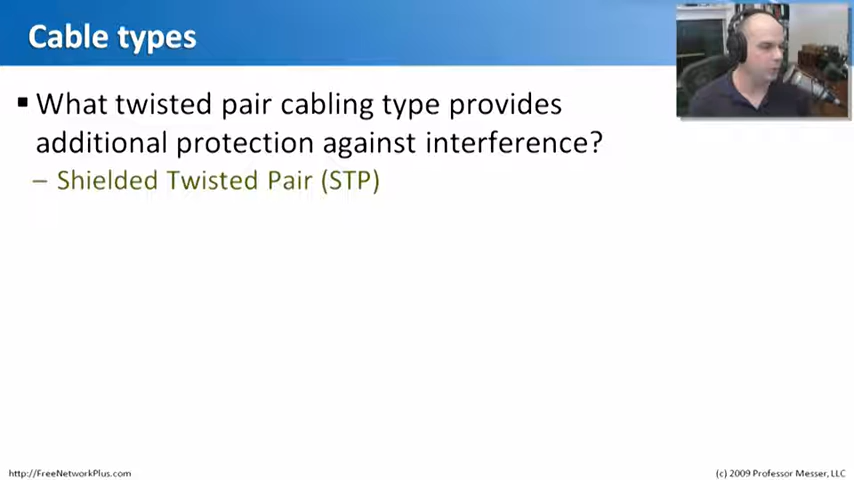 Cable types
▪ What twisted pair cabling type provides
additional protection against interference?
– Shielded Twisted Pair (STP)
http://FreeNetworkPlus.com
(c) 2009 Professor Messer, LLC